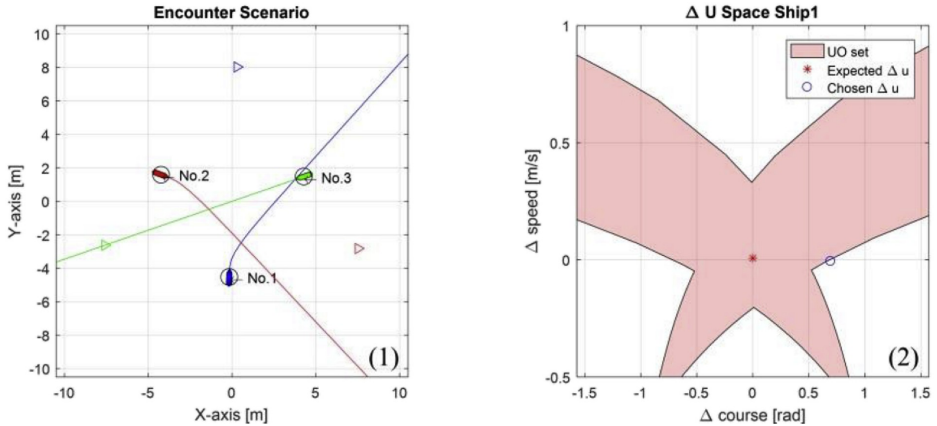 Encounter Scenario
10
8
6
4
2
0
-2
-4
-6
-8
-10
Y-axis [m]
No.2
No.3
No.1
(1)
-10
-5
0
5
10
X-axis [m]
Δ U Space Ship1
1
0.5
0
-0.5
Δ speed [m/s]
UO set
Expected Δ u
Chosen Δ u
(2)
-1.5
-1
-0.5
0
0.5
1
1.5
Δ course [rad]